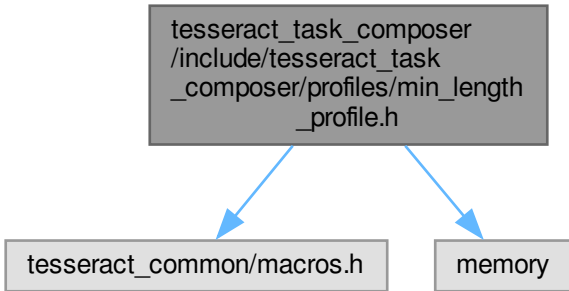 tesseract_task_composer
/include/tesseract_task
_composer/profiles/min_length
_profile.h
tesseract_common/macros.h
memory